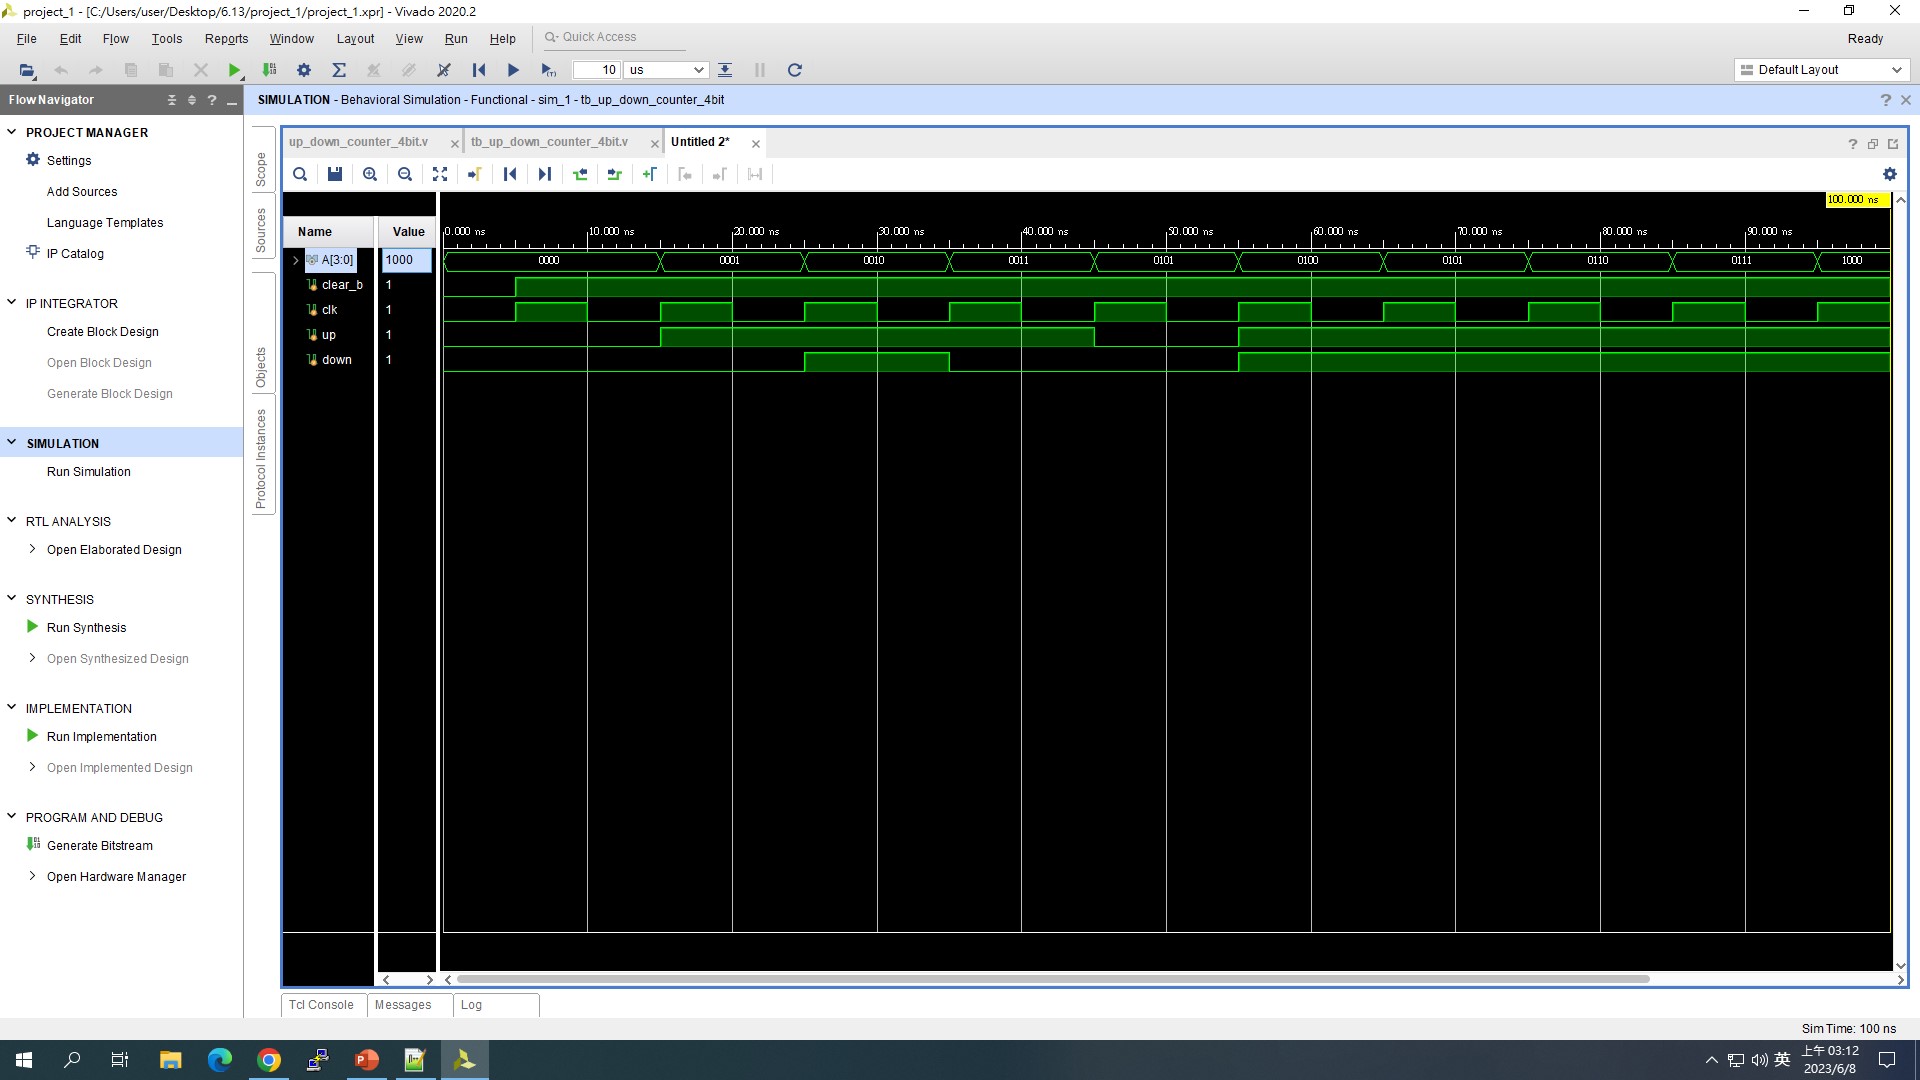 project_1 - [C:/Users/user/Desktop/6.13/project_1/project_1.xpr] - Vivado 2020.2
File Edit Flow Tools Reports Window Layout View Run Help Quick Access
Ready
10 us
Default Layout
Flow Navigator
SIMULATION - Behavioral Simulation - Functional - sim_1 - tb_up_down_counter_4bit
PROJECT MANAGER
Settings
Add Sources
Language Templates
IP Catalog
IP INTEGRATOR
Create Block Design
Open Block Design
Generate Block Design
SIMULATION
Run Simulation
RTL ANALYSIS
Open Elaborated Design
SYNTHESIS
Run Synthesis
Open Synthesized Design
IMPLEMENTATION
Run Implementation
Open Implemented Design
PROGRAM AND DEBUG
Generate Bitstream
Open Hardware Manager
Scope
Sources
Objects
Protocol Instances
up_down_counter_4bit.v tb_up_down_counter_4bit.v Untitled 2*
100.000 ns
Name Value 0.000 ns 10.000 ns 20.000 ns 30.000 ns 40.000 ns 50.000 ns 60.000 ns 70.000 ns 80.000 ns 90.000 ns
A[3:0] 1000 0000 0001 0010 0011 0101 0100 0101 0110 0111 1000
clear_b 1
clk 1
up 1
down 1
Tcl Console Messages Log
Sim Time: 100 ns
英 上午 03:12
2023/6/8